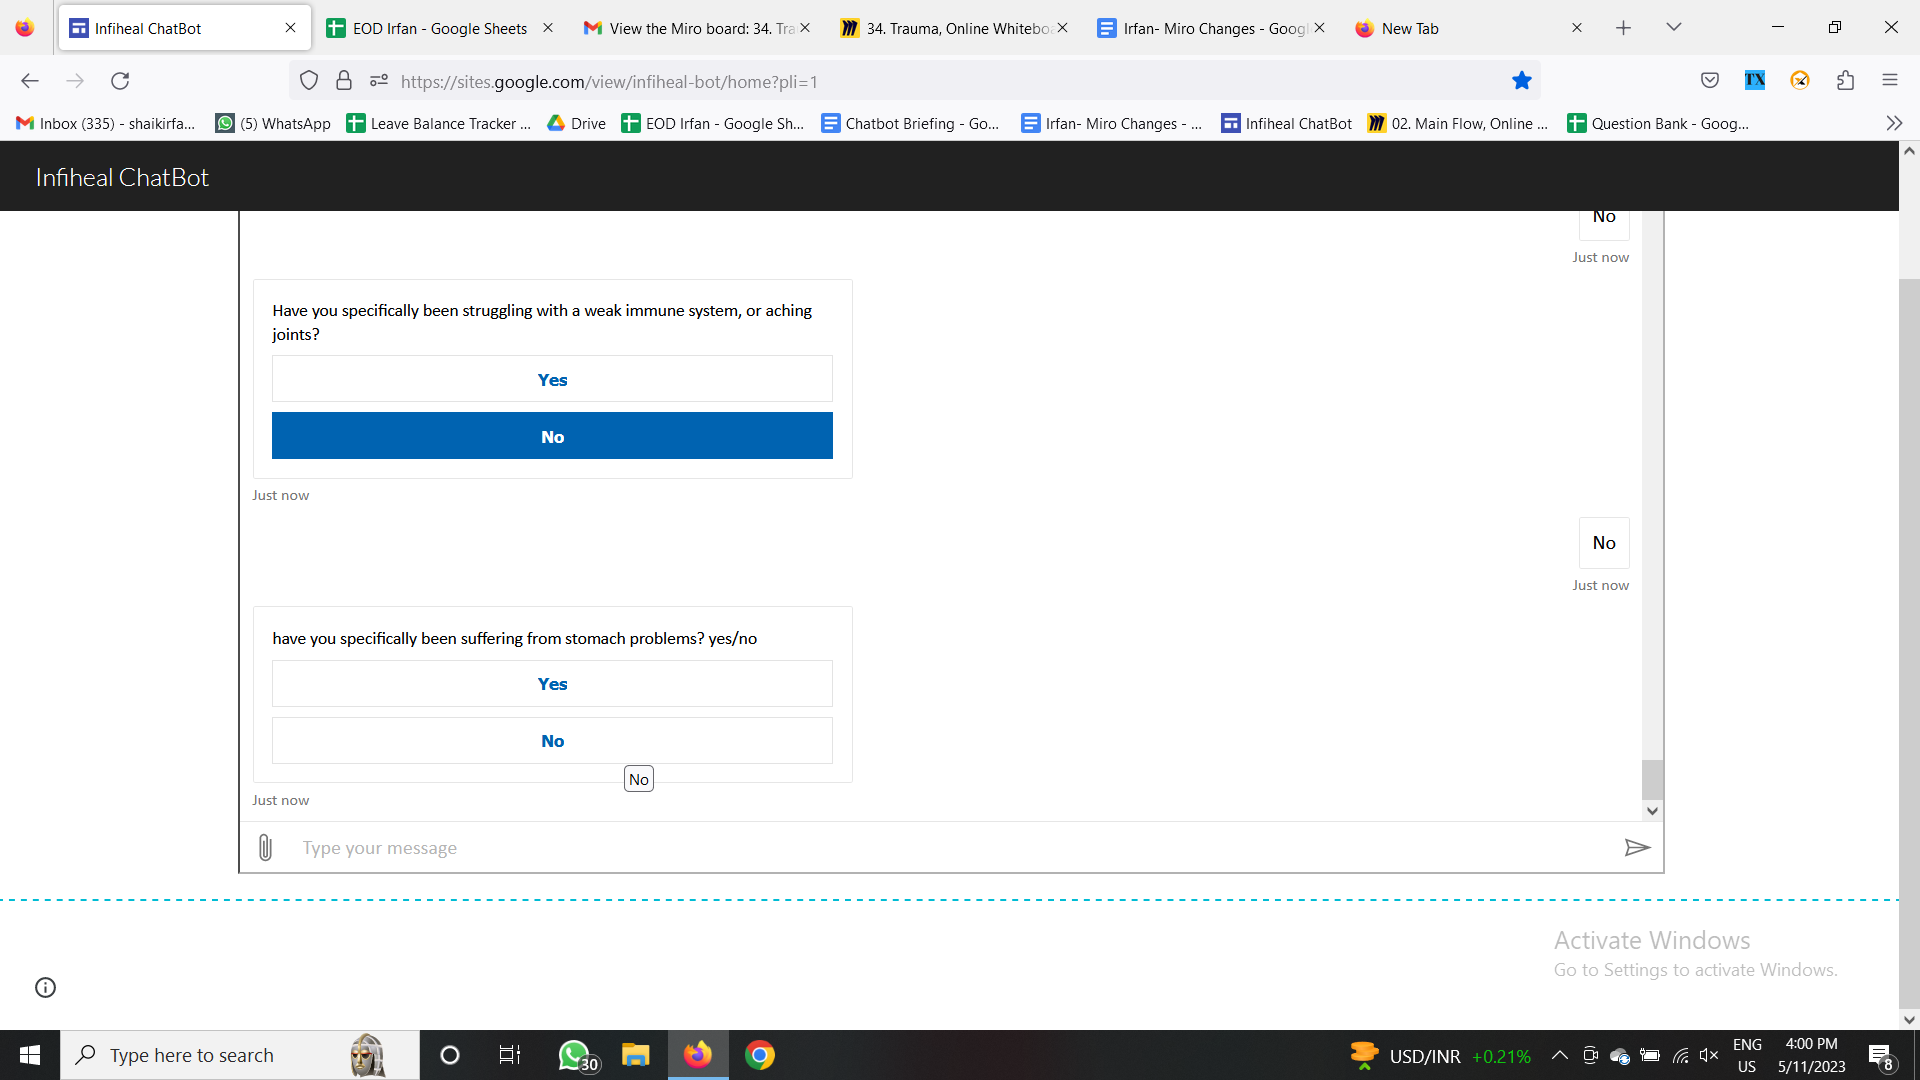 Infiheal ChatBot
EOD Irfan - Google Sheets
View the Miro board: 34. Tra
34. Trauma, Online Whitebo
Irfan- Miro Changes - Googl
New Tab
https://sites.google.com/view/infiheal-bot/home?pli=1
TX
Inbox (335) - shaikirfa...
(5) WhatsApp
Leave Balance Tracker ...
Drive
EOD Irfan - Google Sh...
Chatbot Briefing - Go...
Irfan- Miro Changes - ...
Infiheal ChatBot
02. Main Flow, Online ...
Question Bank - Goog...
Infiheal ChatBot
No
Just now
Have you specifically been struggling with a weak immune system, or aching
joints?
Yes
No
Just now
No
Just now
have you specifically been suffering from stomach problems? yes/no
Yes
No
No
Just now
Type your message
Activate Windows
Go to Settings to activate Windows.
Type here to search
30
USD/INR +0.21%
ENG
US
4:00 PM
5/11/2023
8